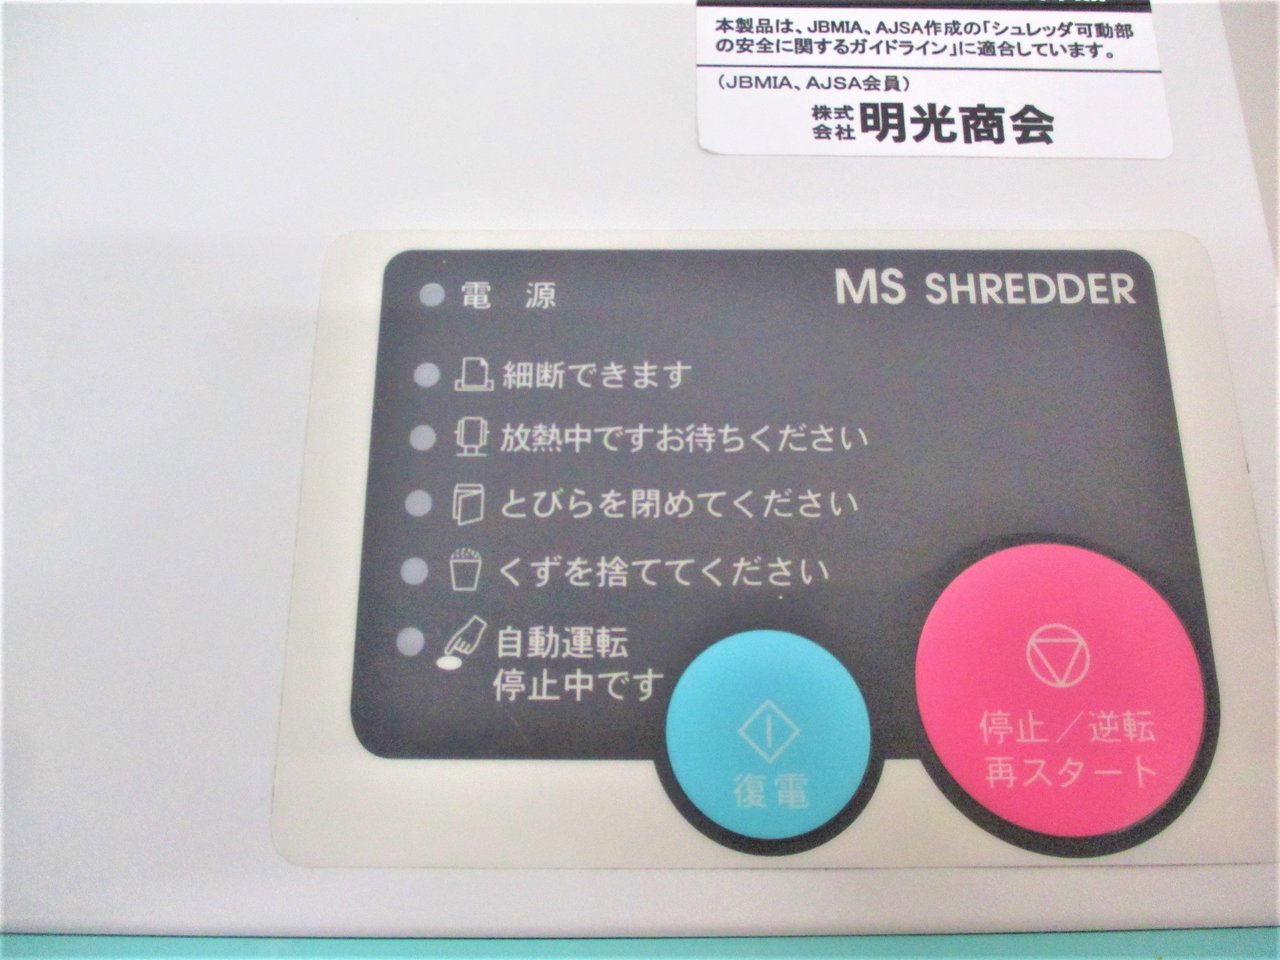 本製品は、JBMIA、AJSA作成の「シュレッダ可動部
の安全に関するガイドライン」に適合しています。
(JBMIA、AJSA会員)
株式会社 明光商会
MS SHREDDER
電 源
細断できます
放熱中ですお待ちください
とびらを閉めてください
くずを捨ててください
自動運転
停止中です
復電
停止／逆転
再スタート